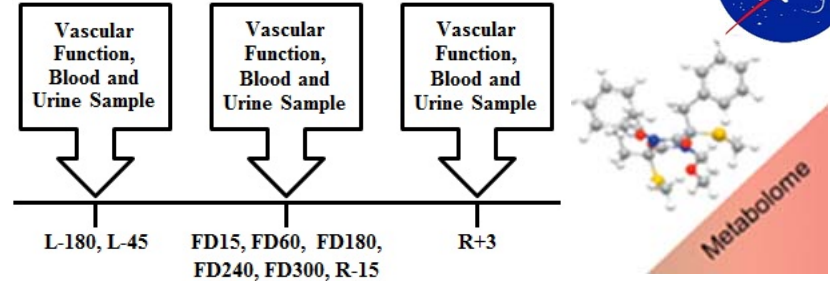 Vascular
Function,
Blood and
Urine Sample
Vascular
Function,
Blood and
Urine Sample
Vascular
Function,
Blood and
Urine Sample
L-180, L-45
FD15, FD60, FD180,
FD240, FD300, R-15
R+3
Metabolome